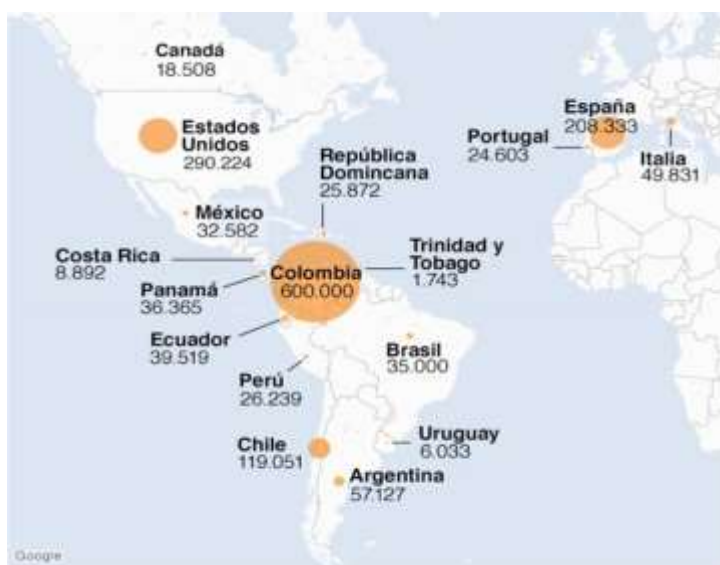 Canadá
18.508
Estados
Unidos
290.224
España
208.333
Portugal
24.603
Italia
49.831
República
Domincana
25.872
México
32.582
Costa Rica
8.892
Panamá
36.365
Colombia
600.000
Trinidad y
Tobago
1.743
Ecuador
39.519
Perú
26.239
Brasil
35.000
Chile
119.051
Uruguay
6.033
Argentina
57.127
Google